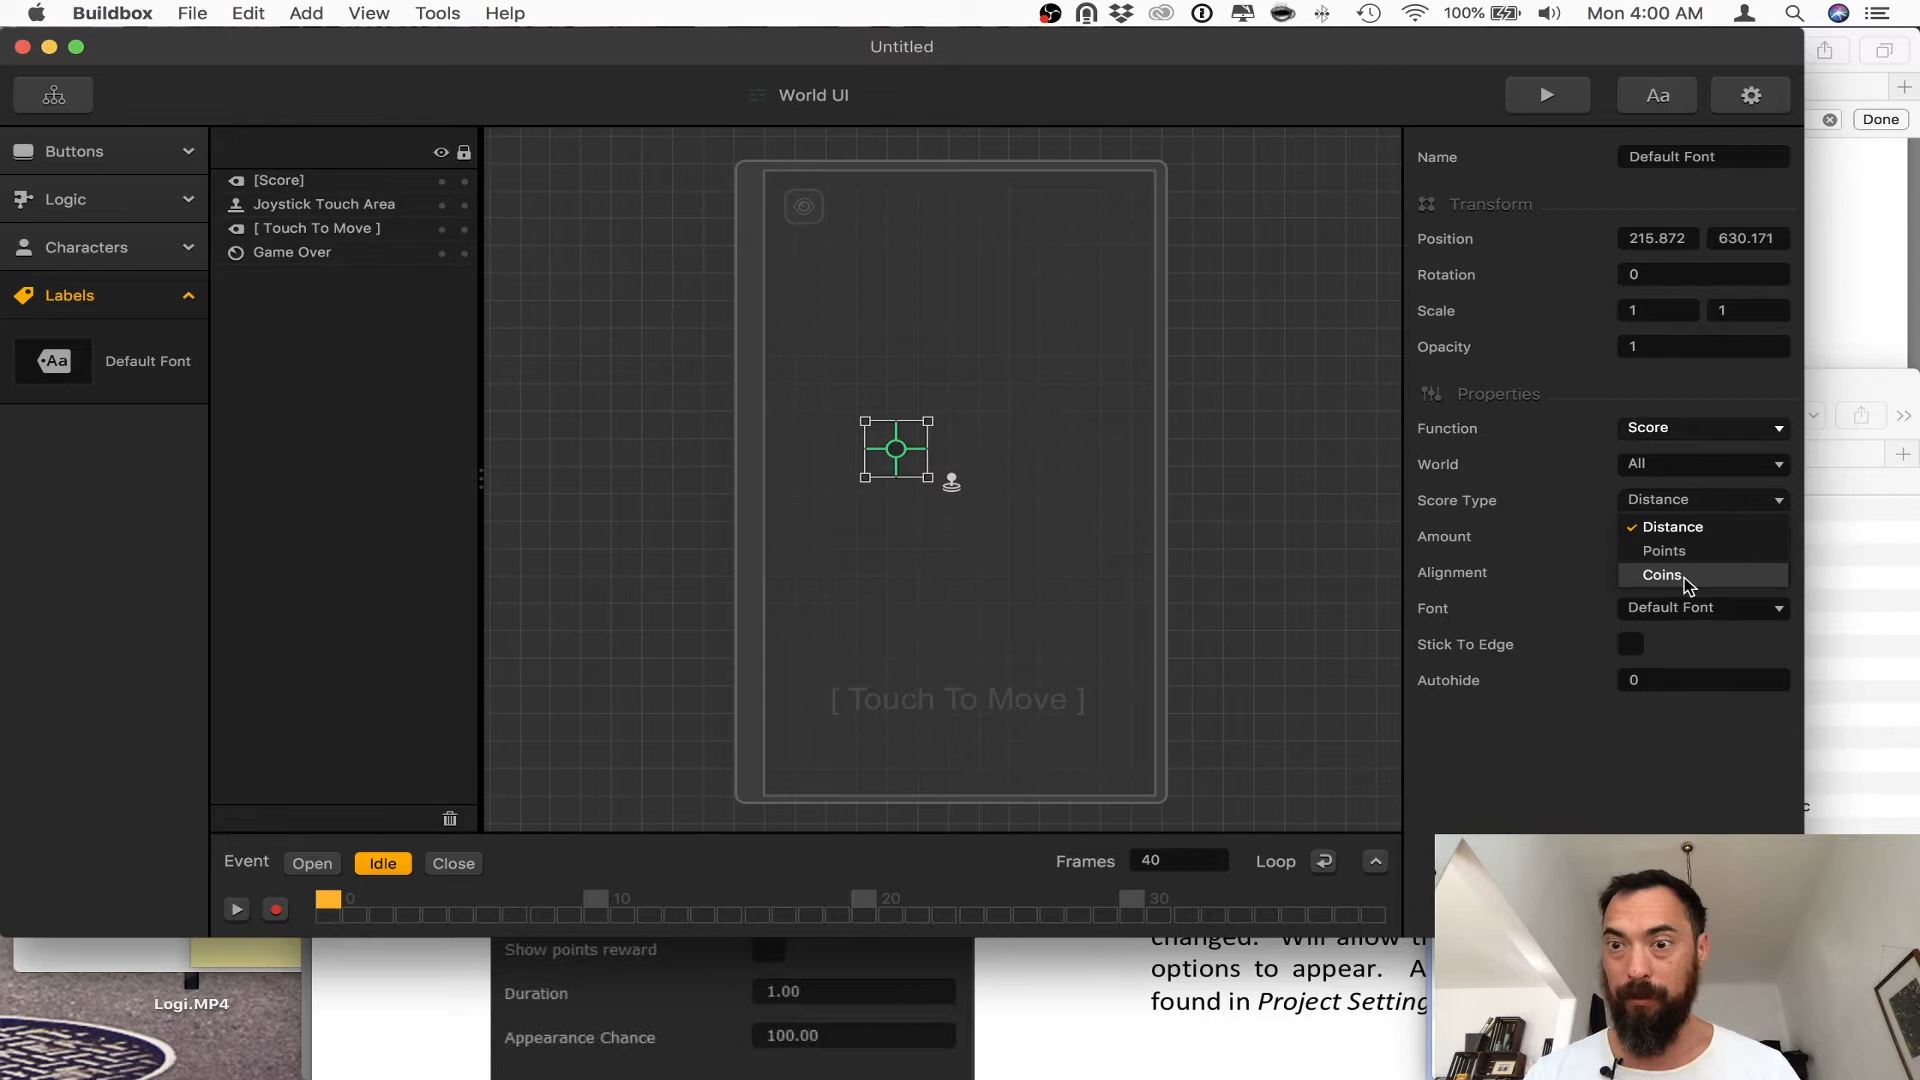 Buildbox File Edit Add View Tools Help 100% Mon 4:00 AM
Untitled
World UI Aa
Done
Buttons
Logic
Characters
Labels
Aa Default Font
[Score]
Joystick Touch Area
[ Touch To Move ]
Game Over
[ Touch To Move ]
Name Default Font
Transform
Position 215.872 630.171
Rotation 0
Scale 1 1
Opacity 1
Properties
Function Score
World All
Score Type Distance
Distance
Amount
Points
Alignment
Coins
Font Default Font
Stick To Edge
Autohide 0
Event Open Idle Close Frames 40 Loop
0 10 20 30
Show points reward
Duration 1.00
Appearance Chance 100.00
Logi.MP4
changed. Will allow
options to appear. A
found in Project Setting
c